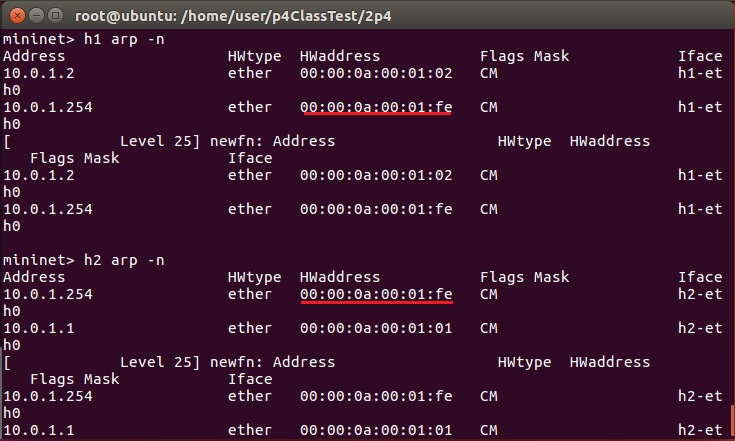 root@ubuntu: /home/user/p4ClassTest/2p4
mininet> h1 arp -n
Address                  HWtype  HWaddress           Flags Mask            Iface
10.0.1.2                 ether   00:00:0a:00:01:02   CM                    h1-et
h0
10.0.1.254               ether   00:00:0a:00:01:fe   CM                    h1-et
h0
[            Level 25] newfn: Address                  HWtype  HWaddress
   Flags Mask            Iface
10.0.1.2                 ether   00:00:0a:00:01:02   CM                    h1-et
h0
10.0.1.254               ether   00:00:0a:00:01:fe   CM                    h1-et
h0
mininet> h2 arp -n
Address                  HWtype  HWaddress           Flags Mask            Iface
10.0.1.254               ether   00:00:0a:00:01:fe   CM                    h2-et
h0
10.0.1.1                 ether   00:00:0a:00:01:01   CM                    h2-et
h0
[            Level 25] newfn: Address                  HWtype  HWaddress
   Flags Mask            Iface
10.0.1.254               ether   00:00:0a:00:01:fe   CM                    h2-et
h0
10.0.1.1                 ether   00:00:0a:00:01:01   CM                    h2-et